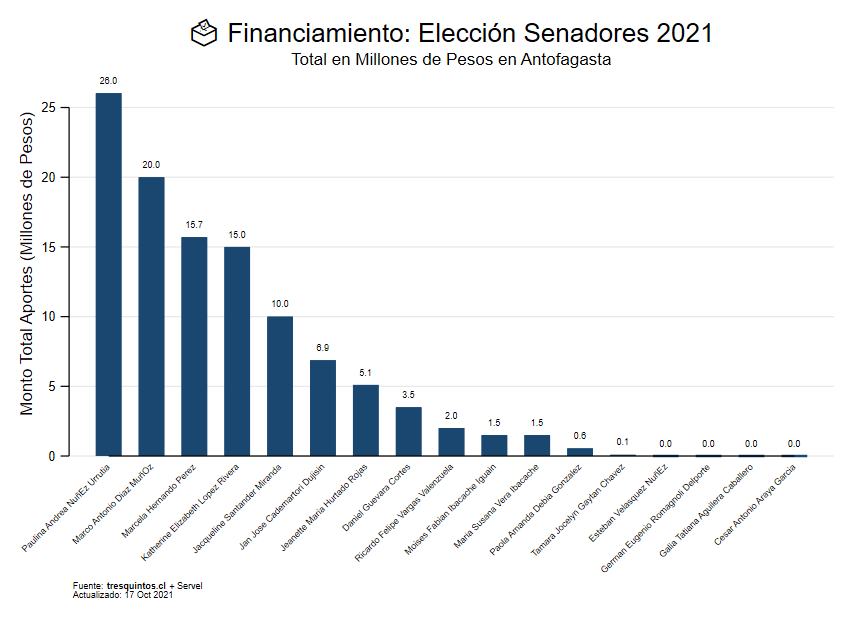 Financiamiento: Elección Senadores 2021
Total en Millones de Pesos en Antofagasta
Monto Total Aportes (Millones de Pesos)
25
20
15
10
5
0
26.0
20.0
15.7
15.0
10.0
6.9
5.1
3.5
2.0
1.5
1.5
0.6
0.1
0.0
0.0
0.0
0.0
Paulina Andrea NuñEz Urrutia
Marco Antonio Diaz MuñOz
Marcela Hernando Perez
Katherine Elizabeth Lopez Rivera
Jacqueline Santander Miranda
Jan Jose Cademartori Dujisin
Jeanette Maria Hurtado Rojas
Daniel Guevara Cortes
Ricardo Felipe Vargas Valenzuela
Moises Fabian Ibacache Iguain
Maria Susana Vera Ibacache
Paola Amanda Debia Gonzalez
Tamara Jocelyn Gaytan Chavez
Esteban Velasquez NuñEz
German Eugenio Romagnoli Delporte
Galia Tatiana Aguilera Caballero
Cesar Antonio Araya Garcia
Fuente: tresquintos.cl + Servel
Actualizado: 17 Oct 2021